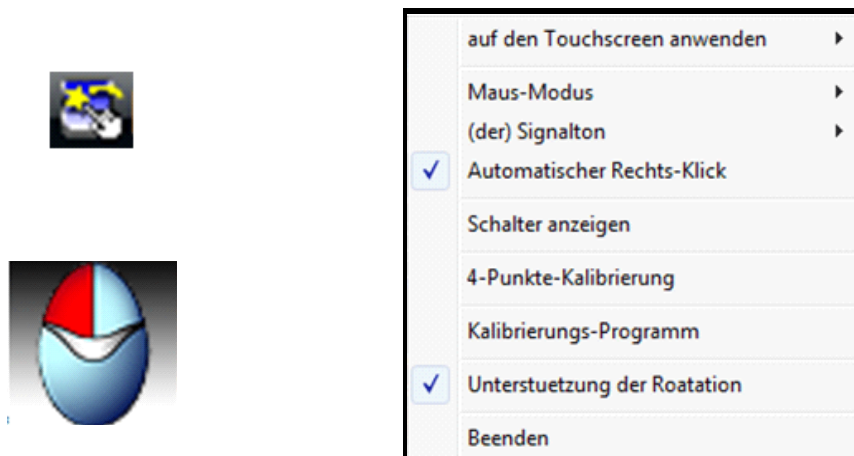 auf den Touchscreen anwenden
Maus-Modus
(der) Signalton
Automatischer Rechts-Klick
Schalter anzeigen
4-Punkte-Kalibrierung
Kalibrierungs-Programm
Unterstuetzung der Roatation
Beenden